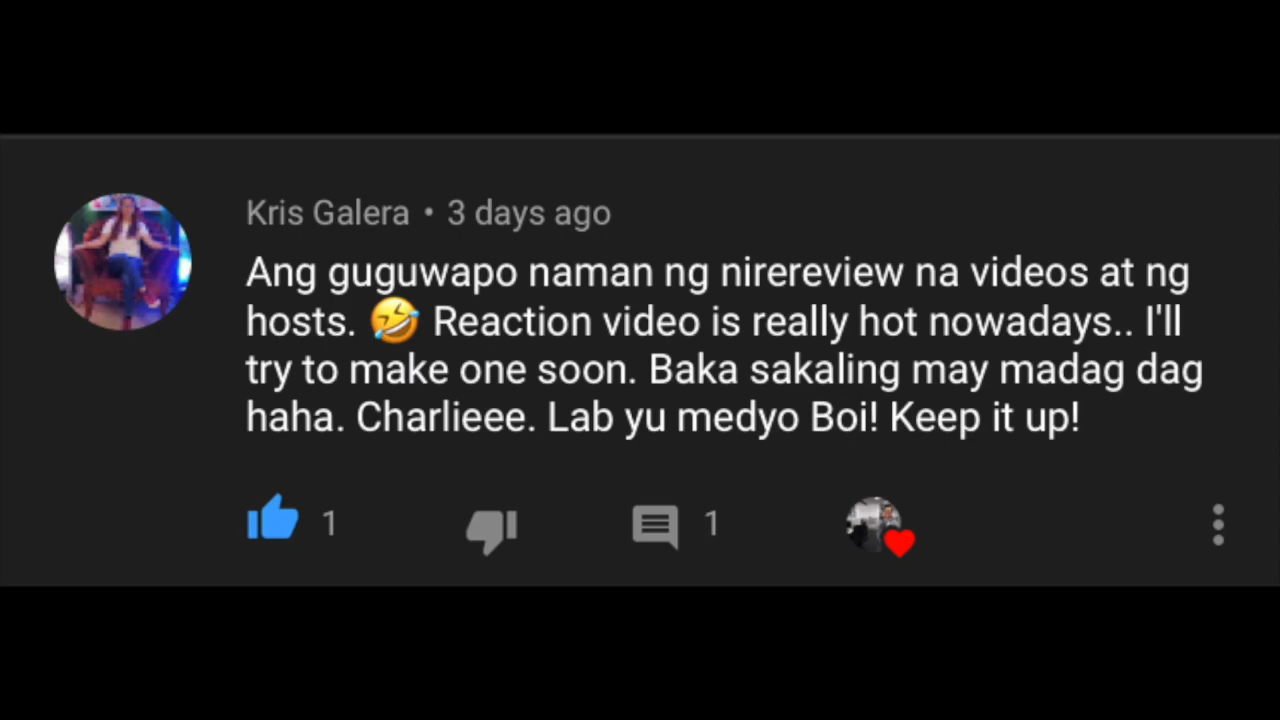 Kris Galera • 3 days ago
Ang guguwapo naman ng nirereview na videos at ng
hosts. 🤣 Reaction video is really hot nowadays.. I'll
try to make one soon. Baka sakaling may madag dag
haha. Charlieee. Lab yu medyo Boi! Keep it up!
1 1